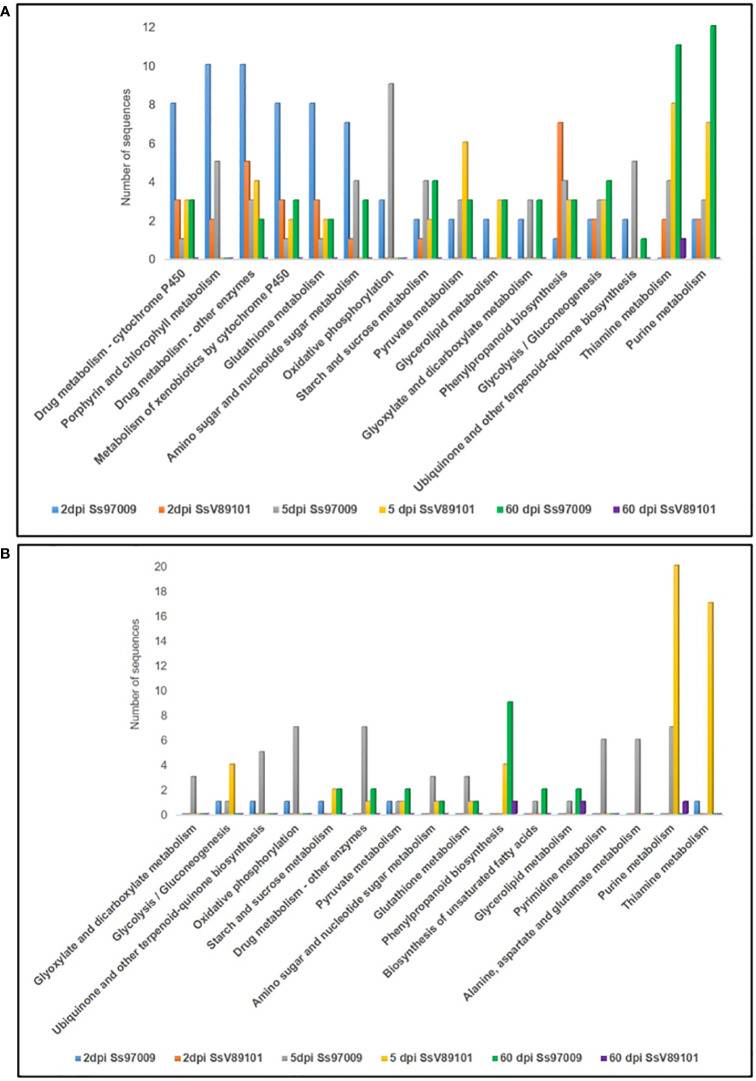 A
Number of sequences
12
10
8
6
4
2
0
Drug metabolism - cytochrome P450
Porphyrin and chlorophyll metabolism
Drug metabolism - other enzymes
Metabolism of xenobiotics by cytochrome P450
Glutathione metabolism
Amino sugar and nucleotide sugar metabolism
Oxidative phosphorylation
Starch and sucrose metabolism
Pyruvate metabolism
Glycerolipid metabolism
Glyoxylate and dicarboxylate metabolism
Phenylpropanoid biosynthesis
Glycolysis / Gluconeogenesis
Ubiquinone and other terpenoid-quinone biosynthesis
Thiamine metabolism
Purine metabolism
2dpi Ss97009 2dpi SsV89101 5dpi Ss97009 5 dpi SsV89101 60 dpi Ss97009 60 dpi SsV89101
B
Number of sequences
20
18
16
14
12
10
8
6
4
2
0
Glyoxylate and dicarboxylate metabolism
Glycolysis / Gluconeogenesis
Ubiquinone and other terpenoid-quinone biosynthesis
Oxidative phosphorylation
Starch and sucrose metabolism
Drug metabolism - other enzymes
Pyruvate metabolism
Amino sugar and nucleotide sugar metabolism
Glutathione metabolism
Phenylpropanoid biosynthesis
Biosynthesis of unsaturated fatty acids
Glycerolipid metabolism
Pyrimidine metabolism
Alanine, aspartate and glutamate metabolism
Purine metabolism
Thiamine metabolism
2dpi Ss97009 2dpi SsV89101 5dpi Ss97009 5 dpi SsV89101 60 dpi Ss97009 60 dpi SsV89101